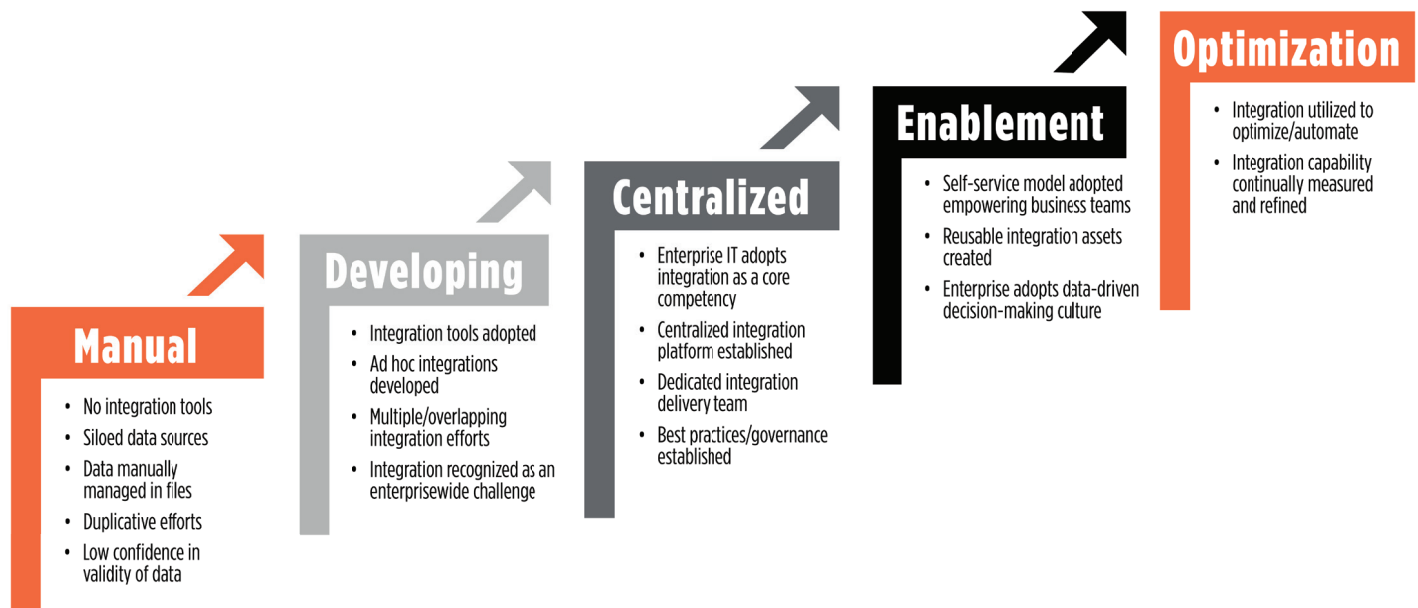 Manual
• No integration tools
• Siloed data sources
• Data manually
managed in files
• Duplicative efforts
• Low confidence in
validity of data
Developing
• Integration tools adopted
• Ad hoc integrations
developed
• Multiple/overlapping
integration efforts
• Integration recognized as an
enterprisewide challenge
Centralized
• Enterprise IT adopts
integration as a core
competency
• Centralized integration
platform established
• Dedicated integration
delivery team
• Best practices/governance
established
Enablement
• Self-service model adopted
empowering business teams
• Reusable integration assets
created
• Enterprise adopts data-driven
decision-making culture
Optimization
• Integration utilized to
optimize/automate
• Integration capability
continually measured
and refined